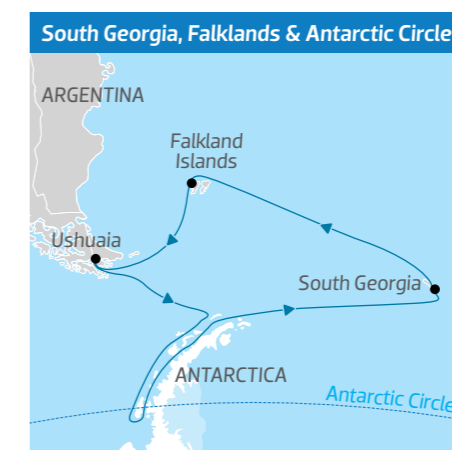 South Georgia, Falklands & Antarctic Circle
ARGENTINA
Falkland
Islands
Ushuaia
South Georgia
ANTARCTICA
Antarctic Circle